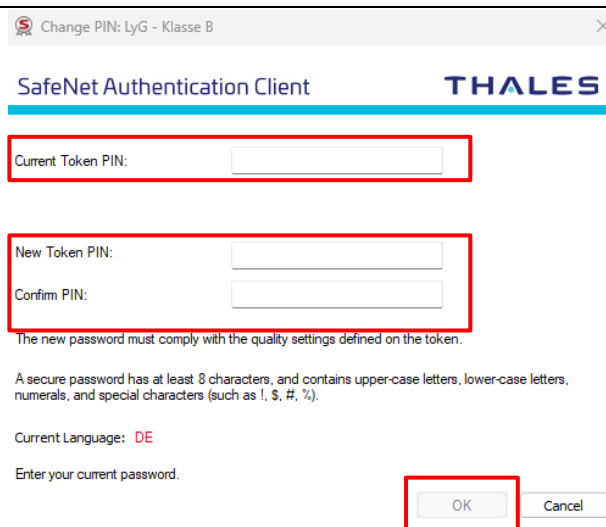 Change PIN: LyG - Klasse B
SafeNet Authentication Client
THALES
Current Token PIN:
New Token PIN:
Confirm PIN:
The new password must comply with the quality settings defined on the token.
A secure password has at least 8 characters, and contains upper-case letters, lower-case letters,
numerals, and special characters (such as !, $, #, %).
Current Language: DE
Enter your current password.
OK
Cancel